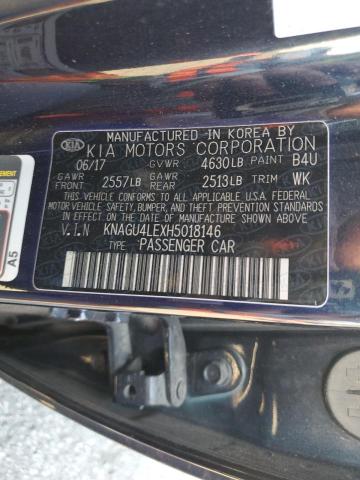 MANUFACTURED IN KOREA BY
KIA KIA MOTORS CORPORATION
06/17 GVWR 4630LB PAINT B4U
GAWR FRONT 2557LB GAWR REAR 2513LB TRIM WK
THIS VEHICLE CONFORMS TO ALL APPLICABLE U.S.A FEDERAL
MOTOR VEHICLE SAFETY, BUMPER, AND THEFT PREVENTION STANDARDS
IN EFFECT ON THE DATE OF MANUFACTURE SHOWN ABOVE.
V.I.N KNAGU4LEXH5018146
TYPE: PASSENGER CAR
A5